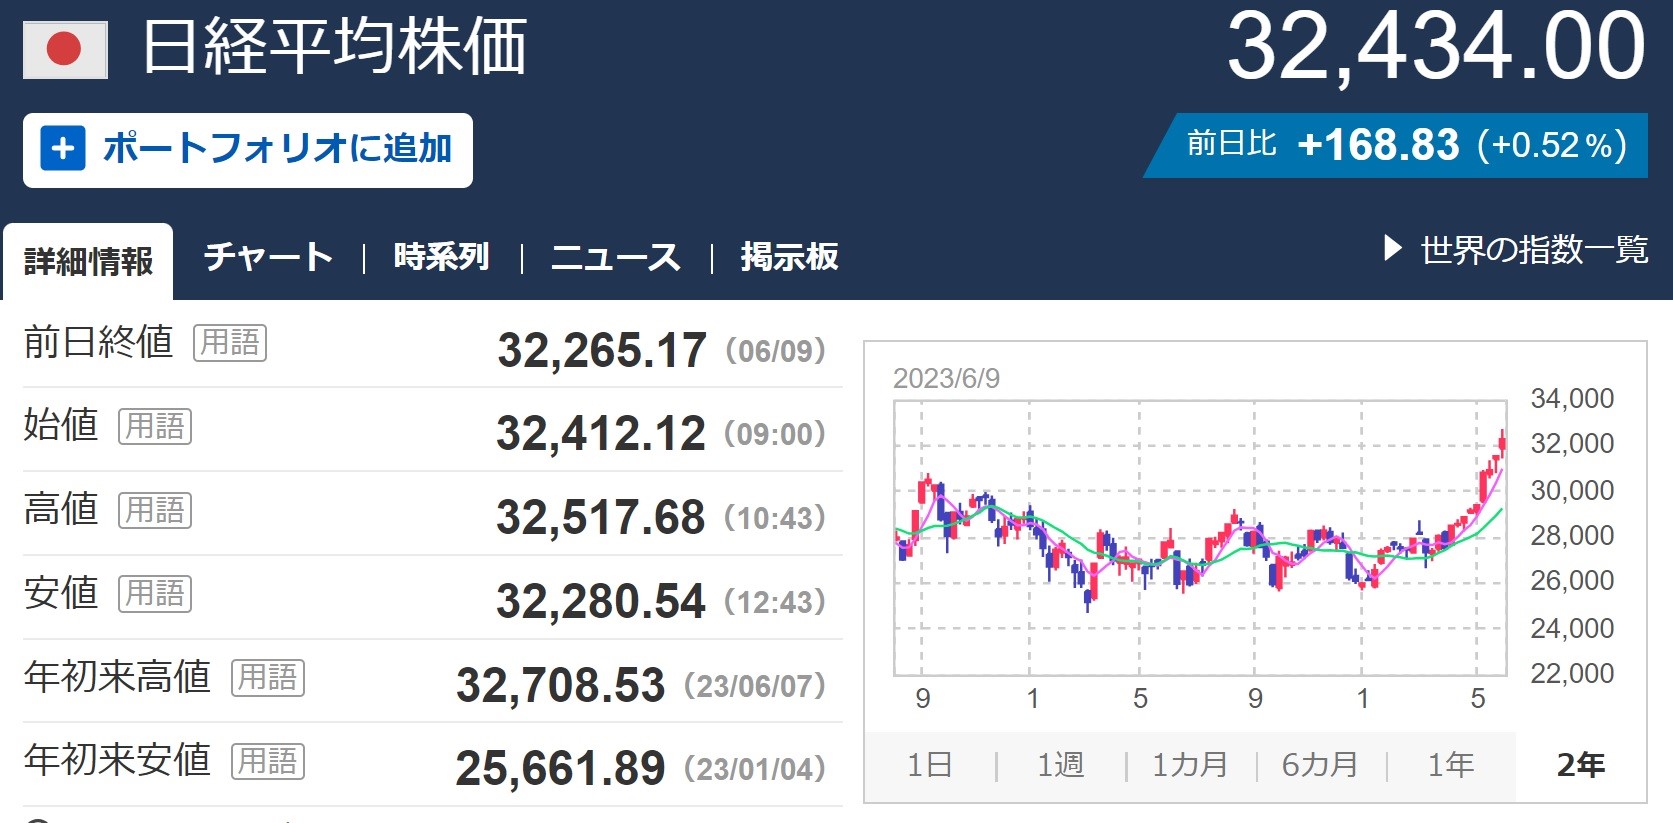 日経平均株価
32,434.00
ポートフォリオに追加
前日比 +168.83 (+0.52%)
詳細情報 チャート 時系列 ニュース 掲示板
世界の指数一覧
前日終値 用語 32,265.17 (06/09)
始値 用語 32,412.12 (09:00)
高値 用語 32,517.68 (10:43)
安値 用語 32,280.54 (12:43)
年初来高値 用語 32,708.53 (23/06/07)
年初来安値 用語 25,661.89 (23/01/04)
2023/6/9
34,000
32,000
30,000
28,000
26,000
24,000
22,000
9 1 5 9 1 5
1日 1週 1カ月 6カ月 1年 2年